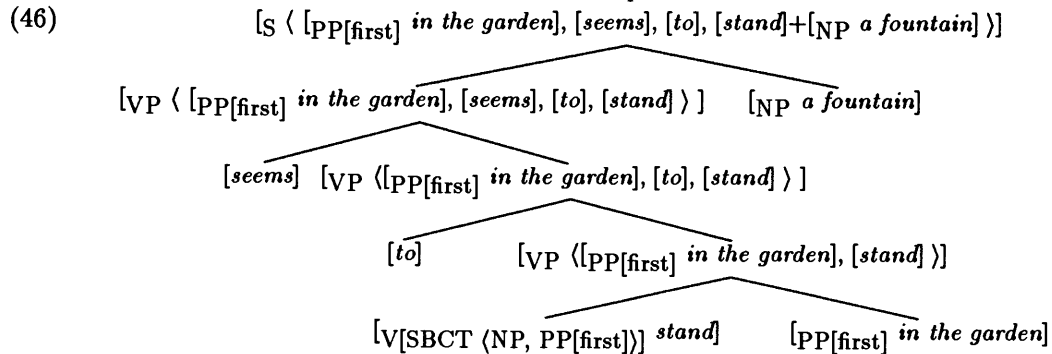 (46) [S ⟨ [PP[first] in the garden], [seems], [to], [stand]+[NP a fountain] ⟩]
[VP ⟨ [PP[first] in the garden], [seems], [to], [stand] ⟩ ] [NP a fountain]
[seems] [VP ⟨[PP[first] in the garden], [to], [stand] ⟩ ]
[to] [VP ⟨[PP[first] in the garden], [stand] ⟩]
[V[SBCT ⟨NP, PP[first]⟩] stand] [PP[first] in the garden]